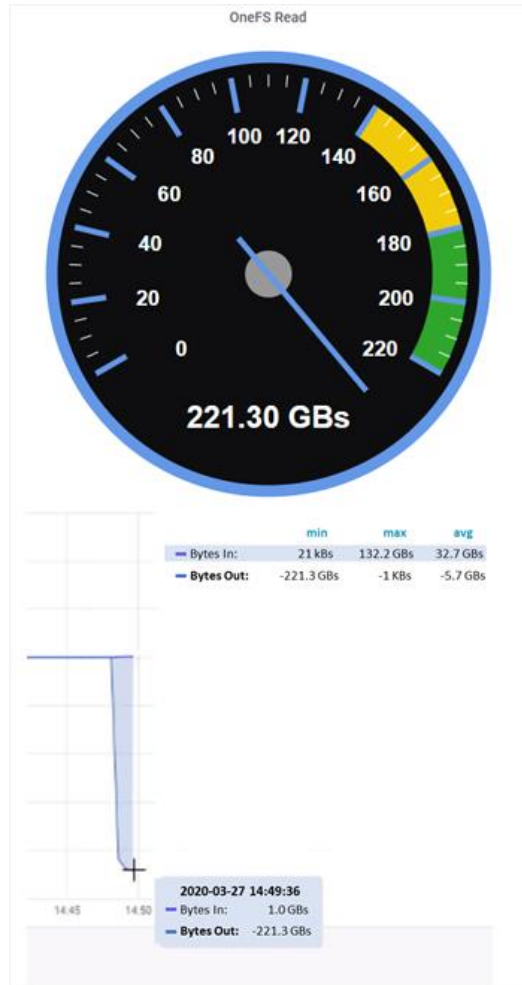 OneFS Read
0
20
40
60
80
100
120
140
160
180
200
220
221.30 GBs
min max avg
Bytes In: 21 kBs 132.2 GBs 32.7 GBs
Bytes Out: -221.3 GBs -1 KBs -5.7 GBs
14:45 14:50
2020-03-27 14:49:36
Bytes In: 1.0 GBs
Bytes Out: -221.3 GBs